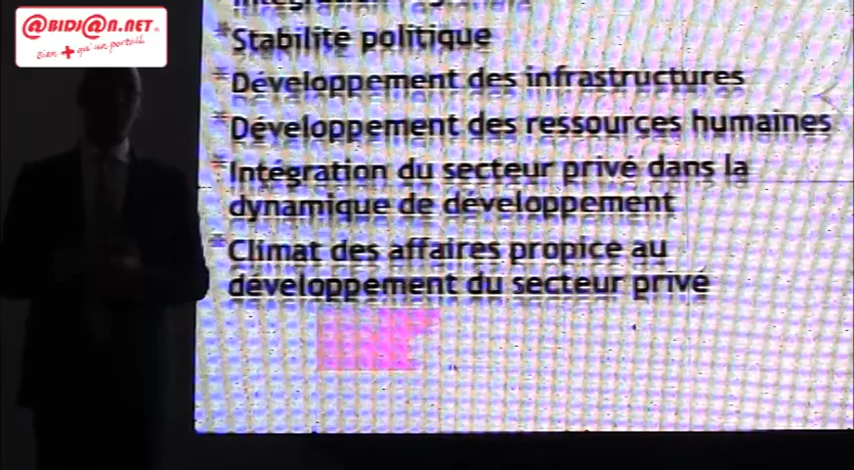 @BIDJ@N.NET
bien + qu'un portail
* Stabilité politique
* Développement des infrastructures
* Développement des ressources humaines
* Intégration du secteur privé dans la
dynamique de développement
* Climat des affaires propice au
développement du secteur privé